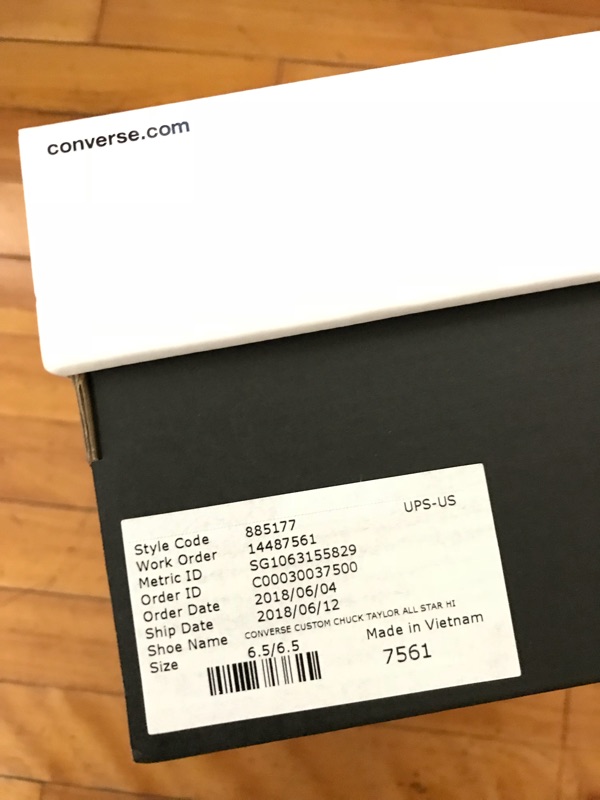 converse.com
UPS-US
Style Code 885177
Work Order 14487561
Metric ID SG1063155829
Order ID C00030037500
Order Date 2018/06/04
Ship Date 2018/06/12
Shoe Name CONVERSE CUSTOM CHUCK TAYLOR ALL STAR HI
Size 6.5/6.5 Made in Vietnam
7561